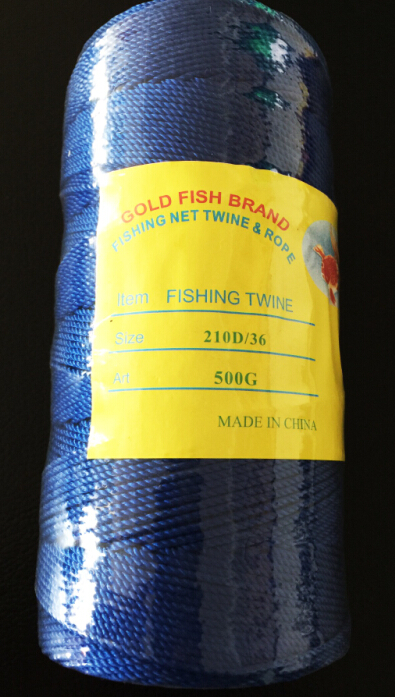 GOLD FISH BRAND
FISHING NET TWINE & ROPE
Item FISHING TWINE
Size 210D/36
Art 500G
MADE IN CHINA